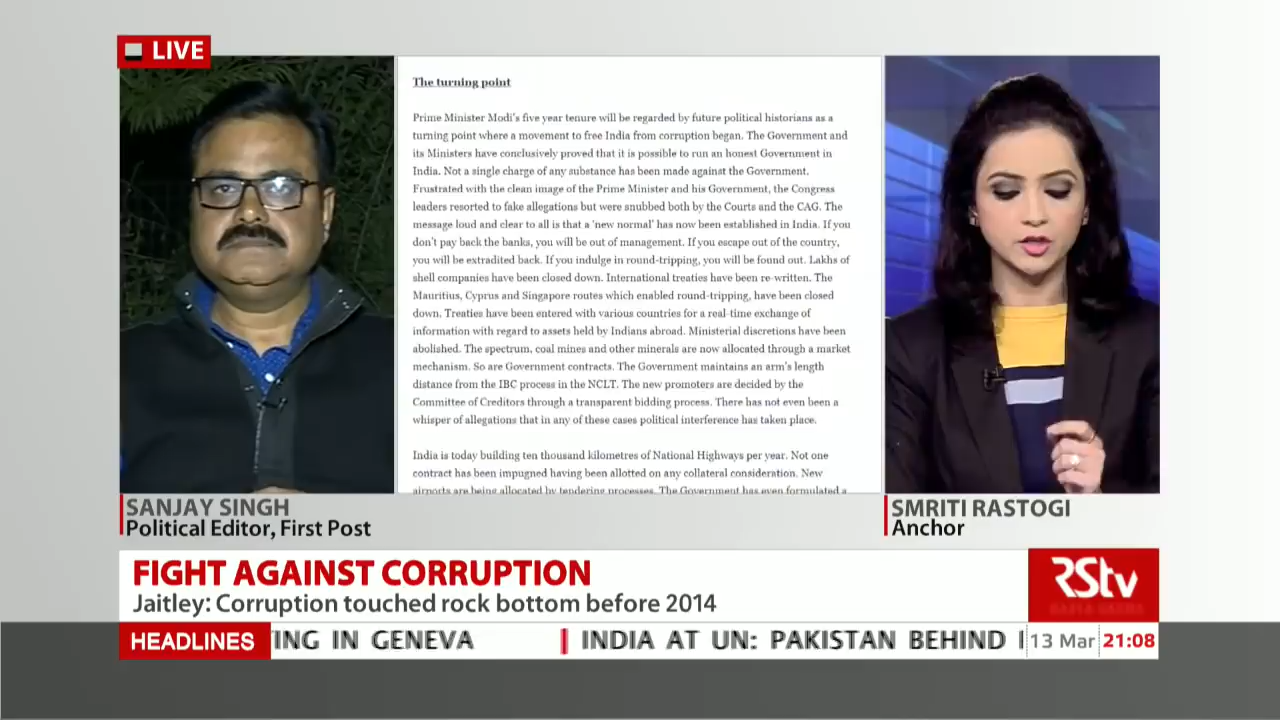 LIVE
The turning point
Prime Minister Modi's five year tenure will be regarded by future political historians as a
turning point where a movement to free India from corruption began. The Government and
its Ministers have conclusively proved that it is possible to run an honest Government in
India. Not a single charge of any substance has been made against the Government.
Frustrated with the clean image of the Prime Minister and his Government, the Congress
leaders resorted to fake allegations but were snubbed both by the Courts and the CAG. The
message loud and clear to all is that a 'new normal' has now been established in India. If you
don't pay back the banks, you will be out of management. If you escape out of the country,
you will be extradited back. If you indulge in round-tripping, you will be found out. Lakhs of
shell companies have been closed down. International treaties have been re-written. The
Mauritius, Cyprus and Singapore routes which enabled round-tripping, have been closed
down. Treaties have been entered with various countries for a real-time exchange of
information with regard to assets held by Indians abroad. Ministerial discretions have been
abolished. The spectrum, coal mines and other minerals are now allocated through a market
mechanism. So are Government contracts. The Government maintains an arm's length
distance from the IBC process in the NCLT. The new promoters are decided by the
Committee of Creditors through a transparent bidding process. There has not even been a
whisper of allegations that in any of these cases political interference has taken place.
India is today building ten thousand kilometres of National Highways per year. Not one
contract has been impugned having been allotted on any collateral consideration. New
airports are being allocated by tendering processes. The Government has even formulated a
SANJAY SINGH
Political Editor, First Post
SMRITI RASTOGI
Anchor
FIGHT AGAINST CORRUPTION
Jaitley: Corruption touched rock bottom before 2014
RStv
HEADLINES
TING IN GENEVA | INDIA AT UN: PAKISTAN BEHIND
13 Mar 21:08